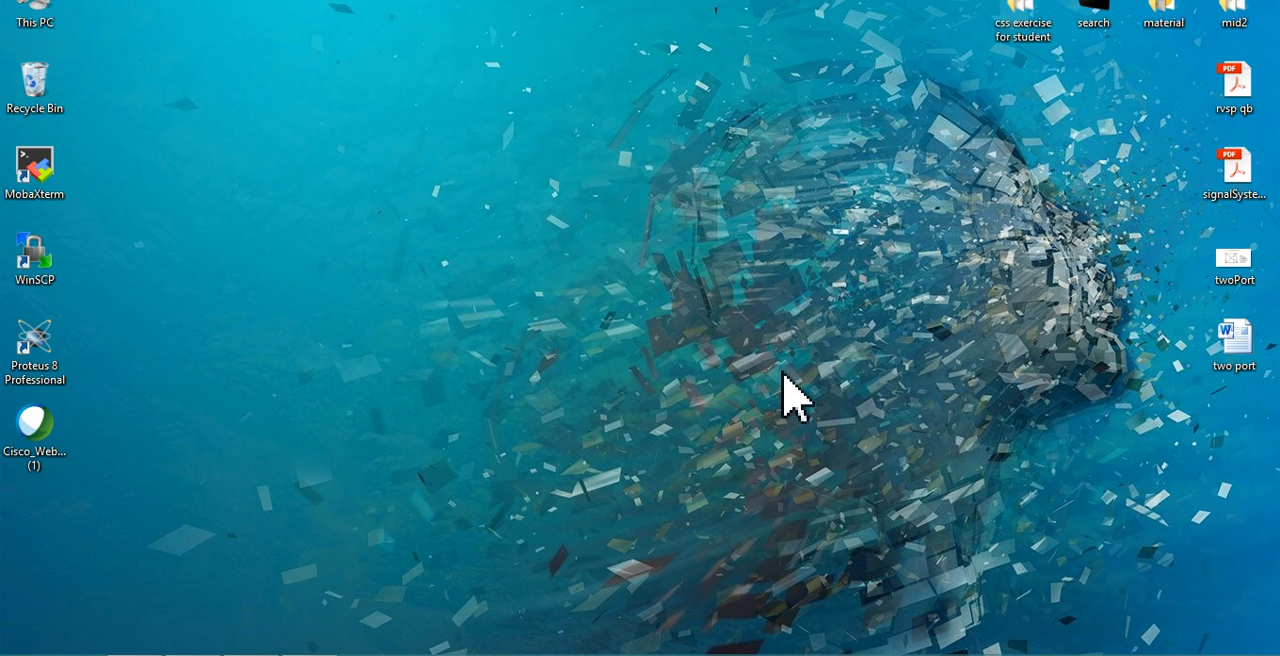 This PC
Recycle Bin
MobaXterm
WinSCP
Proteus 8
Professional
Cisco_Web...
(1)
css exercise
for student
search
material
mid2
PDF
rvsp qb
PDF
signalSyste...
twoPort
W
two port